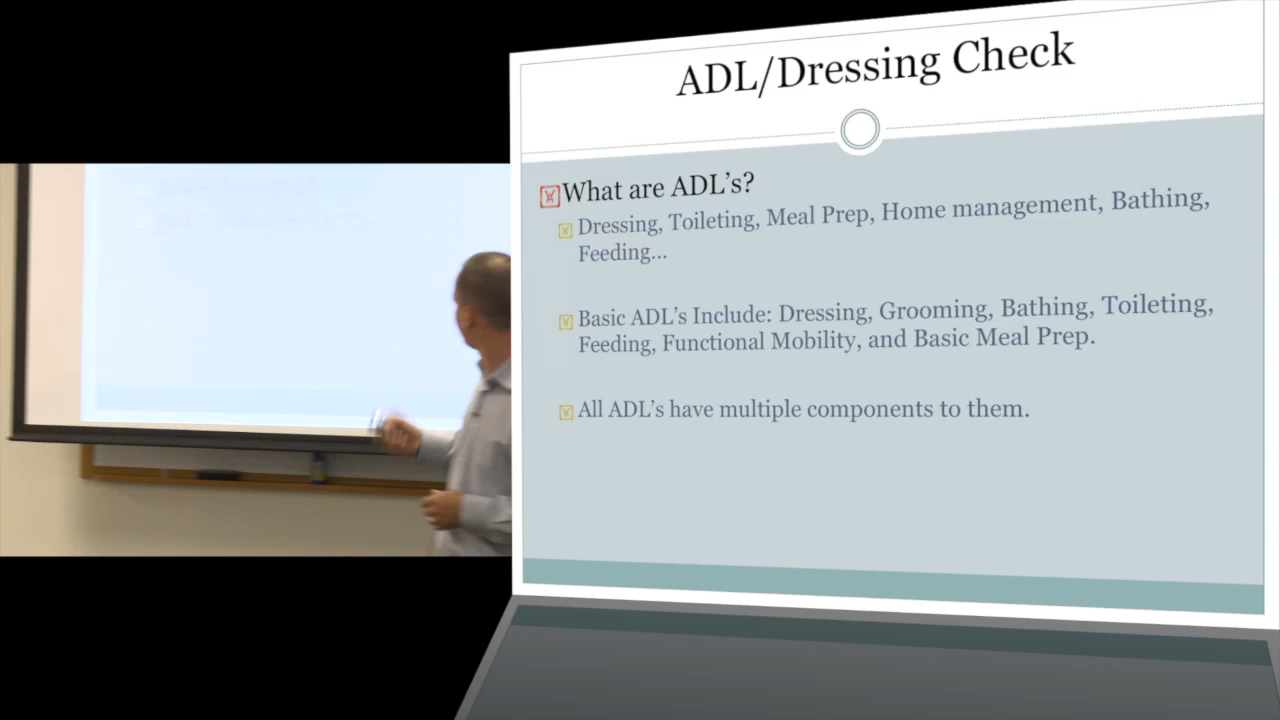 ADL/Dressing Check
What are ADL's?
Dressing, Toileting, Meal Prep, Home management, Bathing,
Feeding...
Basic ADL's Include: Dressing, Grooming, Bathing, Toileting,
Feeding, Functional Mobility, and Basic Meal Prep.
All ADL's have multiple components to them.